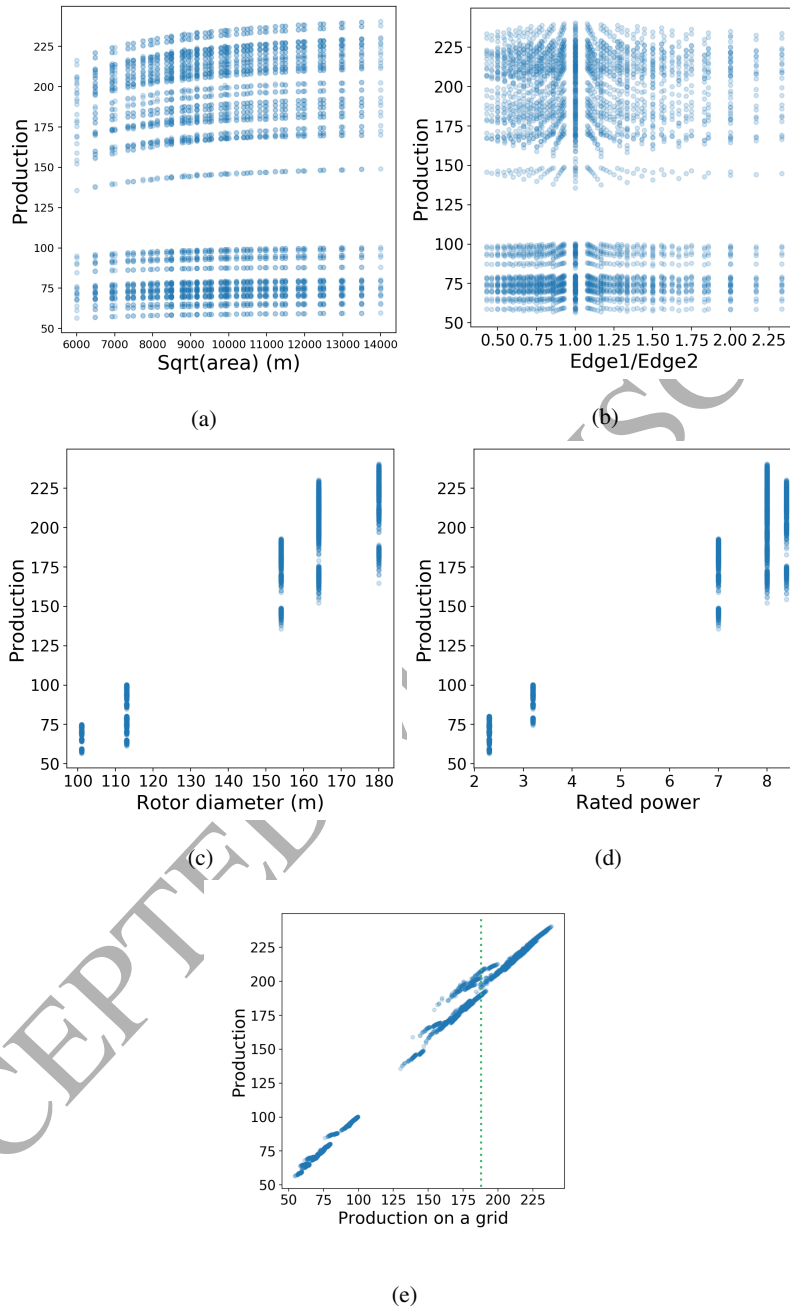 225
200
175
150
125
100
75
50
Production
6000 7000 8000 9000 10000 11000 12000 13000 14000
Sqrt(area) (m)
(a)
225
200
175
150
125
100
75
50
Production
0.50 0.75 1.00 1.25 1.50 1.75 2.00 2.25
Edge1/Edge2
(b)
225
200
175
150
125
100
75
50
Production
100 110 120 130 140 150 160 170 180
Rotor diameter (m)
(c)
225
200
175
150
125
100
75
50
Production
2 3 4 5 6 7 8
Rated power
(d)
225
200
175
150
125
100
75
50
Production
50 75 100 125 150 175 200 225
Production on a grid
(e)